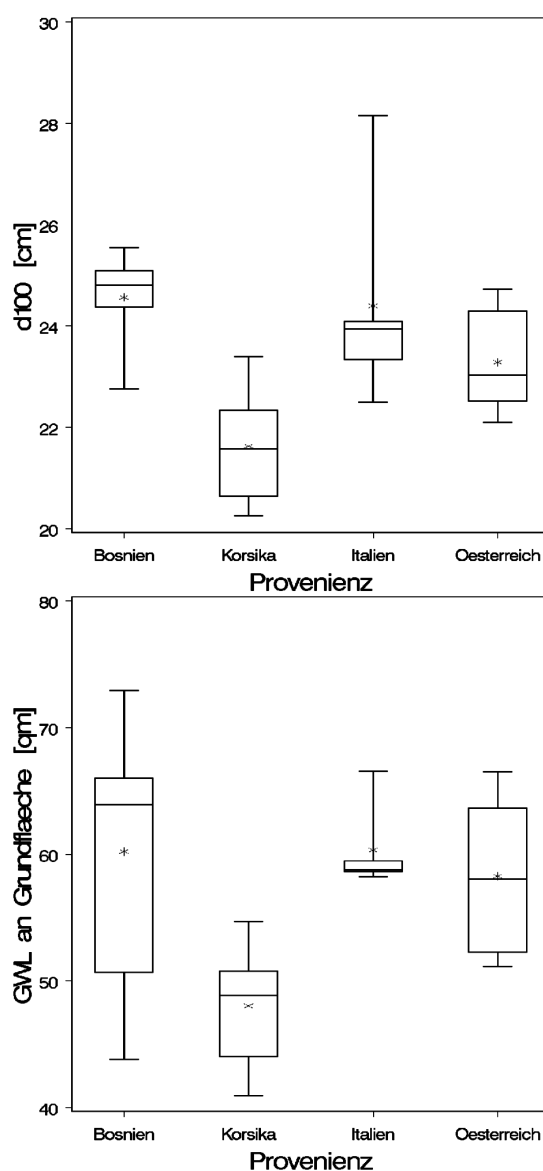 30
28
26
24
22
20
d100 [cm]
Bosnien Korsika Italien Oesterreich
Provenienz
80
70
60
50
40
GWL an Grundflaeche [qm]
Bosnien Korsika Italien Oesterreich
Provenienz